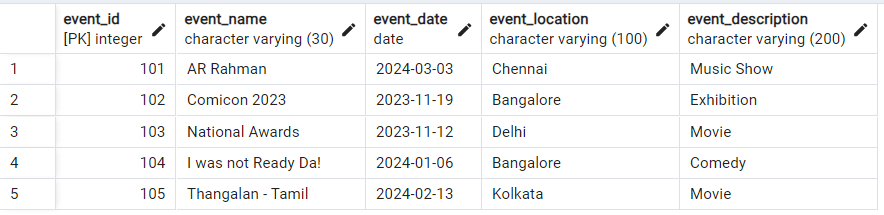 event_id event_name event_date event_location event_description
[PK] integer character varying (30) date character varying (100) character varying (200)
1 101 AR Rahman 2024-03-03 Chennai Music Show
2 102 Comicon 2023 2023-11-19 Bangalore Exhibition
3 103 National Awards 2023-11-12 Delhi Movie
4 104 I was not Ready Da! 2024-01-06 Bangalore Comedy
5 105 Thangalan - Tamil 2024-02-13 Kolkata Movie